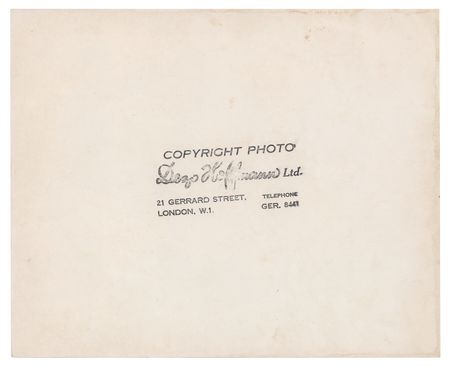 COPYRIGHT PHOTO
Dezo Hoffmann Ltd.
21 GERRARD STREET,
LONDON, W.1.
TELEPHONE
GER. 8441